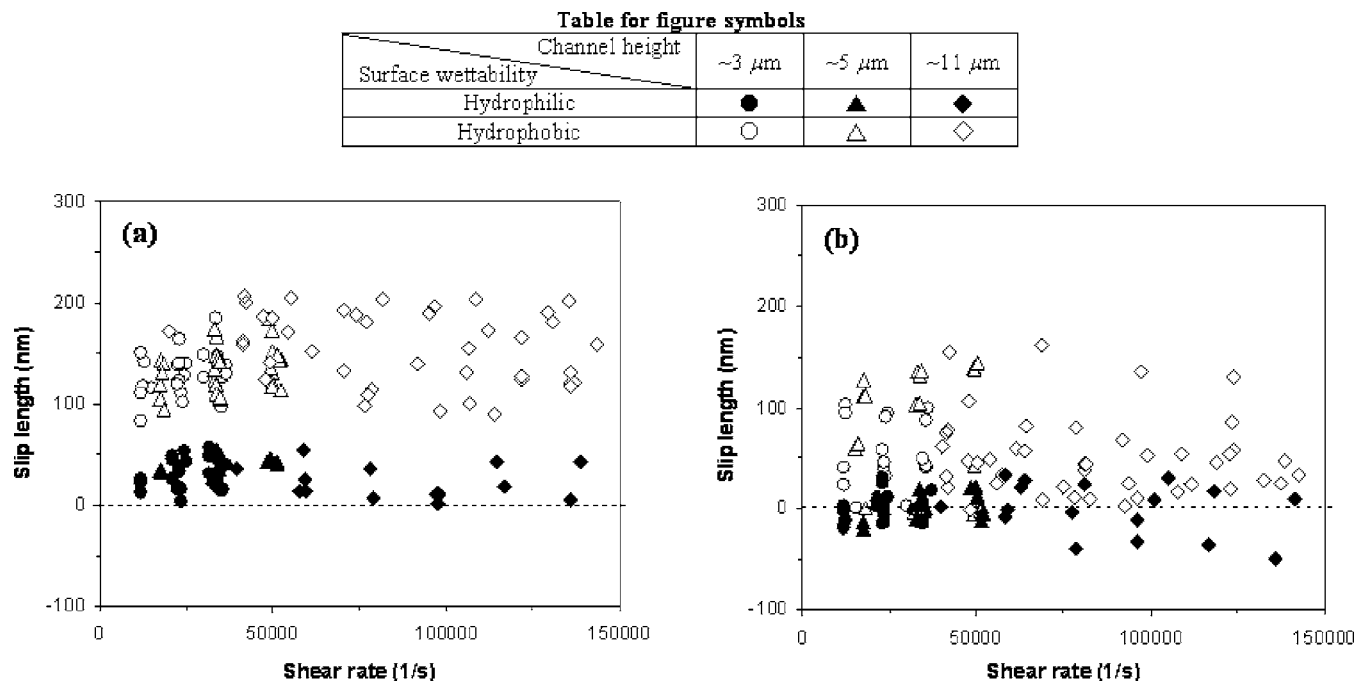 Table for figure symbols
Channel height
Surface wettability
~3 μm
~5 μm
~11 μm
Hydrophilic
Hydrophobic
(a)
Slip length (nm)
300
200
100
0
-100
0
50000
100000
150000
Shear rate (1/s)
(b)
Slip length (nm)
300
200
100
0
-100
0
50000
100000
150000
Shear rate (1/s)